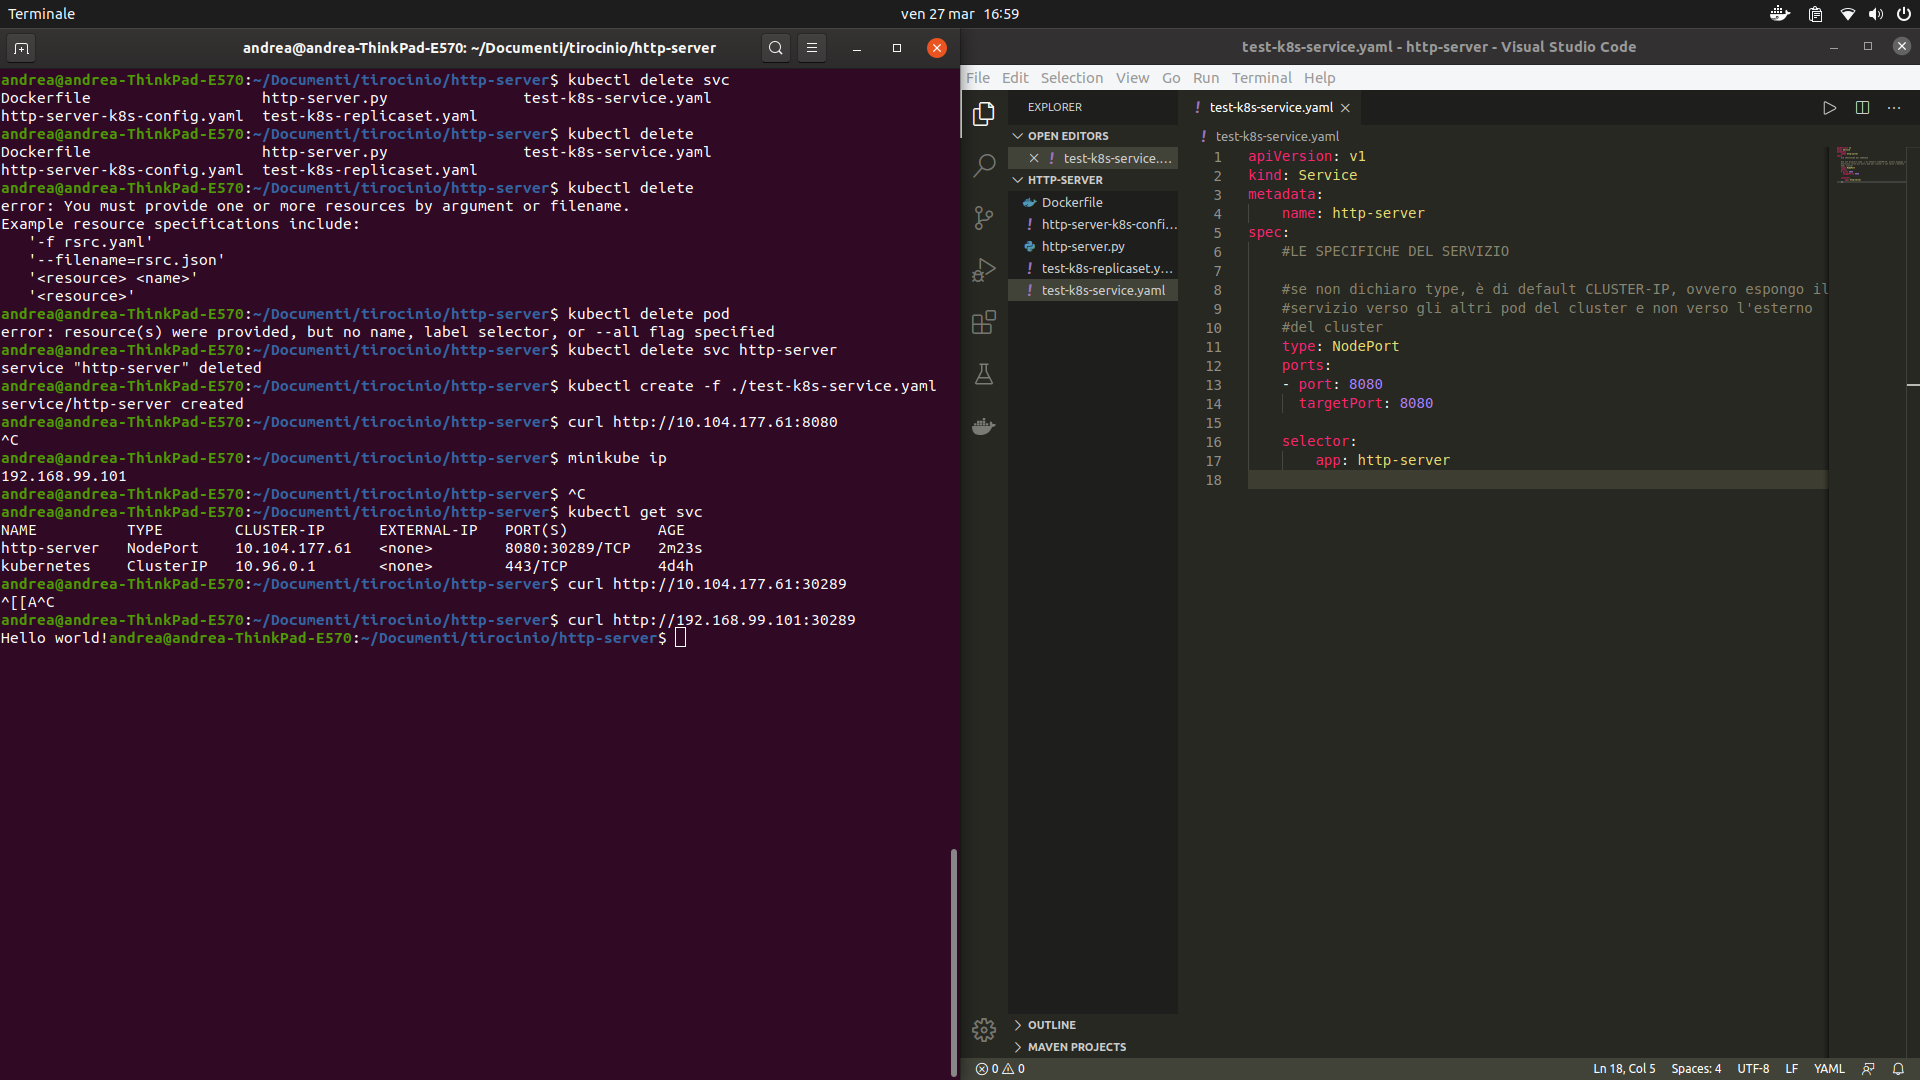 Terminale
ven 27 mar  16:59
andrea@andrea-ThinkPad-E570: ~/Documenti/tirocinio/http-server
andrea@andrea-ThinkPad-E570:~/Documenti/tirocinio/http-server$ kubectl delete svc
Dockerfile                   http-server.py               test-k8s-service.yaml
http-server-k8s-config.yaml  test-k8s-replicaset.yaml
andrea@andrea-ThinkPad-E570:~/Documenti/tirocinio/http-server$ kubectl delete
Dockerfile                   http-server.py               test-k8s-service.yaml
http-server-k8s-config.yaml  test-k8s-replicaset.yaml
andrea@andrea-ThinkPad-E570:~/Documenti/tirocinio/http-server$ kubectl delete
error: You must provide one or more resources by argument or filename.
Example resource specifications include:
   '-f rsrc.yaml'
   '--filename=rsrc.json'
   '<resource> <name>'
   '<resource>'
andrea@andrea-ThinkPad-E570:~/Documenti/tirocinio/http-server$ kubectl delete pod
error: resource(s) were provided, but no name, label selector, or --all flag specified
andrea@andrea-ThinkPad-E570:~/Documenti/tirocinio/http-server$ kubectl delete svc http-server
service "http-server" deleted
andrea@andrea-ThinkPad-E570:~/Documenti/tirocinio/http-server$ kubectl create -f ./test-k8s-service.yaml
service/http-server created
andrea@andrea-ThinkPad-E570:~/Documenti/tirocinio/http-server$ curl http://10.104.177.61:8080
^C
andrea@andrea-ThinkPad-E570:~/Documenti/tirocinio/http-server$ minikube ip
192.168.99.101
andrea@andrea-ThinkPad-E570:~/Documenti/tirocinio/http-server$ ^C
andrea@andrea-ThinkPad-E570:~/Documenti/tirocinio/http-server$ kubectl get svc
NAME          TYPE        CLUSTER-IP      EXTERNAL-IP   PORT(S)          AGE
http-server   NodePort    10.104.177.61   <none>        8080:30289/TCP   2m23s
kubernetes    ClusterIP   10.96.0.1       <none>        443/TCP          4d4h
andrea@andrea-ThinkPad-E570:~/Documenti/tirocinio/http-server$ curl http://10.104.177.61:30289
^[[A^C
andrea@andrea-ThinkPad-E570:~/Documenti/tirocinio/http-server$ curl http://192.168.99.101:30289
Hello world!andrea@andrea-ThinkPad-E570:~/Documenti/tirocinio/http-server$
test-k8s-service.yaml - http-server - Visual Studio Code
File Edit Selection View Go Run Terminal Help
EXPLORER
OPEN EDITORS
! test-k8s-service....
HTTP-SERVER
Dockerfile
! http-server-k8s-confi...
http-server.py
! test-k8s-replicaset.y...
! test-k8s-service.yaml
OUTLINE
MAVEN PROJECTS
! test-k8s-service.yaml
! test-k8s-service.yaml
1 apiVersion: v1
2 kind: Service
3 metadata:
4     name: http-server
5 spec:
6     #LE SPECIFICHE DEL SERVIZIO
7
8     #se non dichiaro type, è di default CLUSTER-IP, ovvero espongo il
9     #servizio verso gli altri pod del cluster e non verso l'esterno
10     #del cluster
11     type: NodePort
12     ports:
13     - port: 8080
14       targetPort: 8080
15
16     selector:
17         app: http-server
18
0 0
Ln 18, Col 5 Spaces: 4 UTF-8 LF YAML